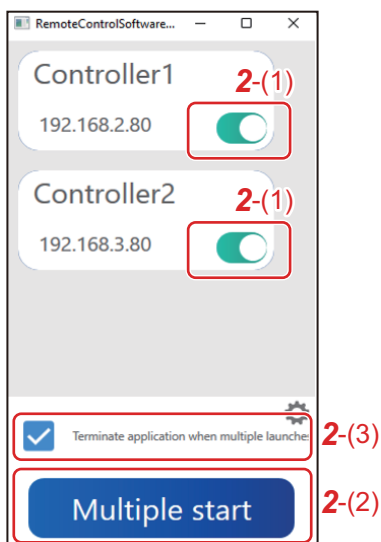 RemoteControlSoftware...
Controller1
2-(1)
192.168.2.80
Controller2
2-(1)
192.168.3.80
Terminate application when multiple launche
2-(3)
Multiple start
2-(2)